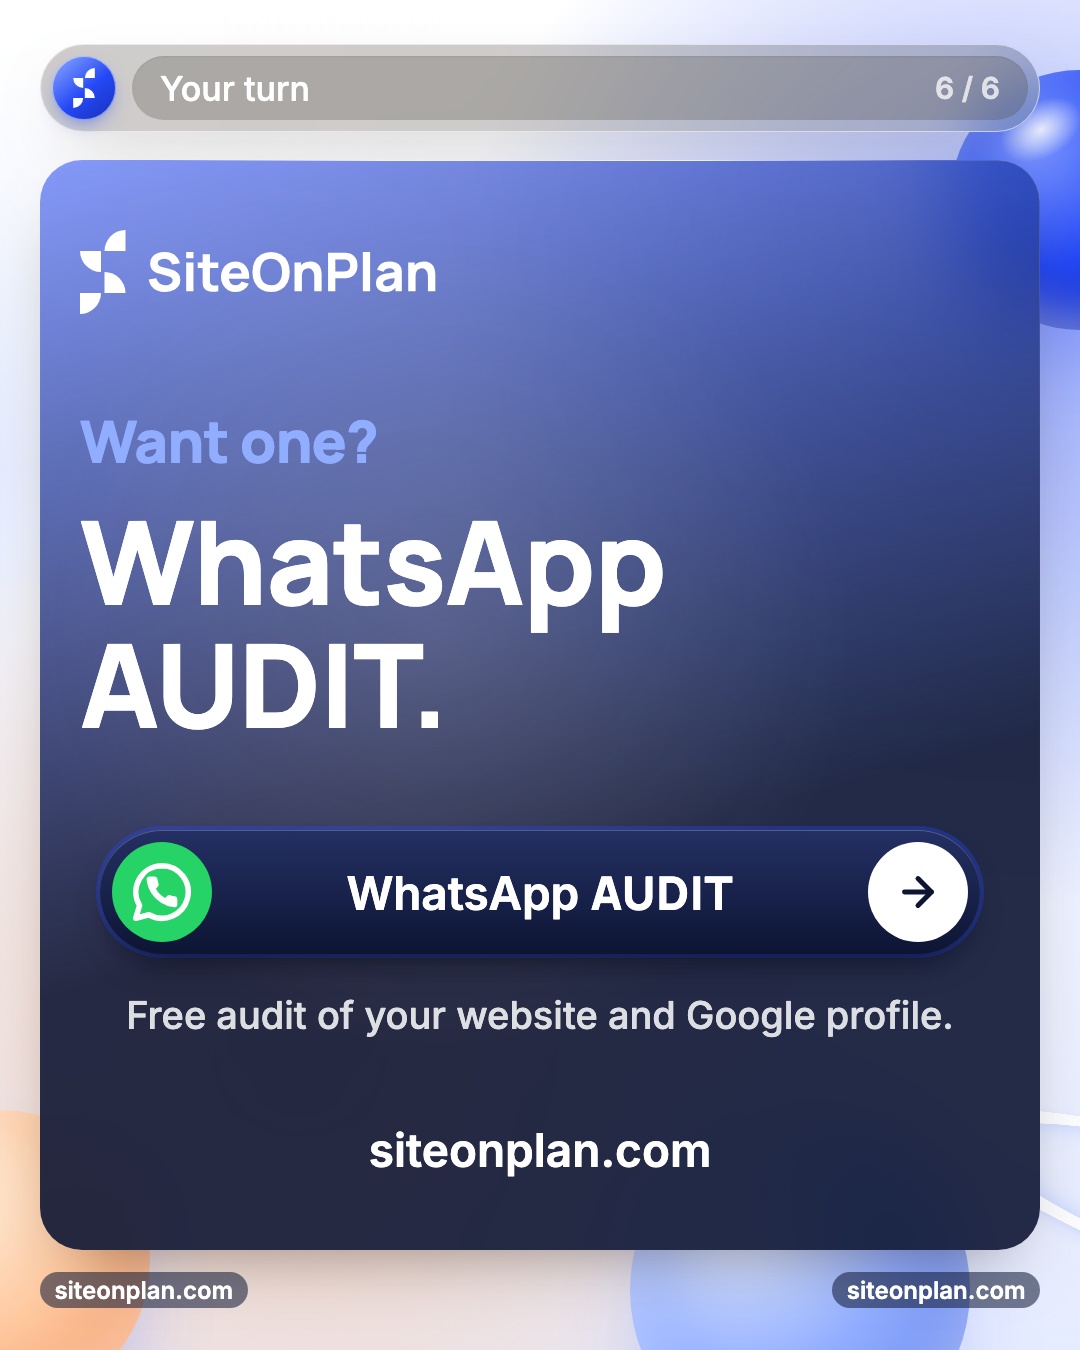 Your turn
6 / 6
SiteOnPlan
Want one?
WhatsApp
AUDIT.
WhatsApp AUDIT
Free audit of your website and Google profile.
siteonplan.com
siteonplan.com
siteonplan.com